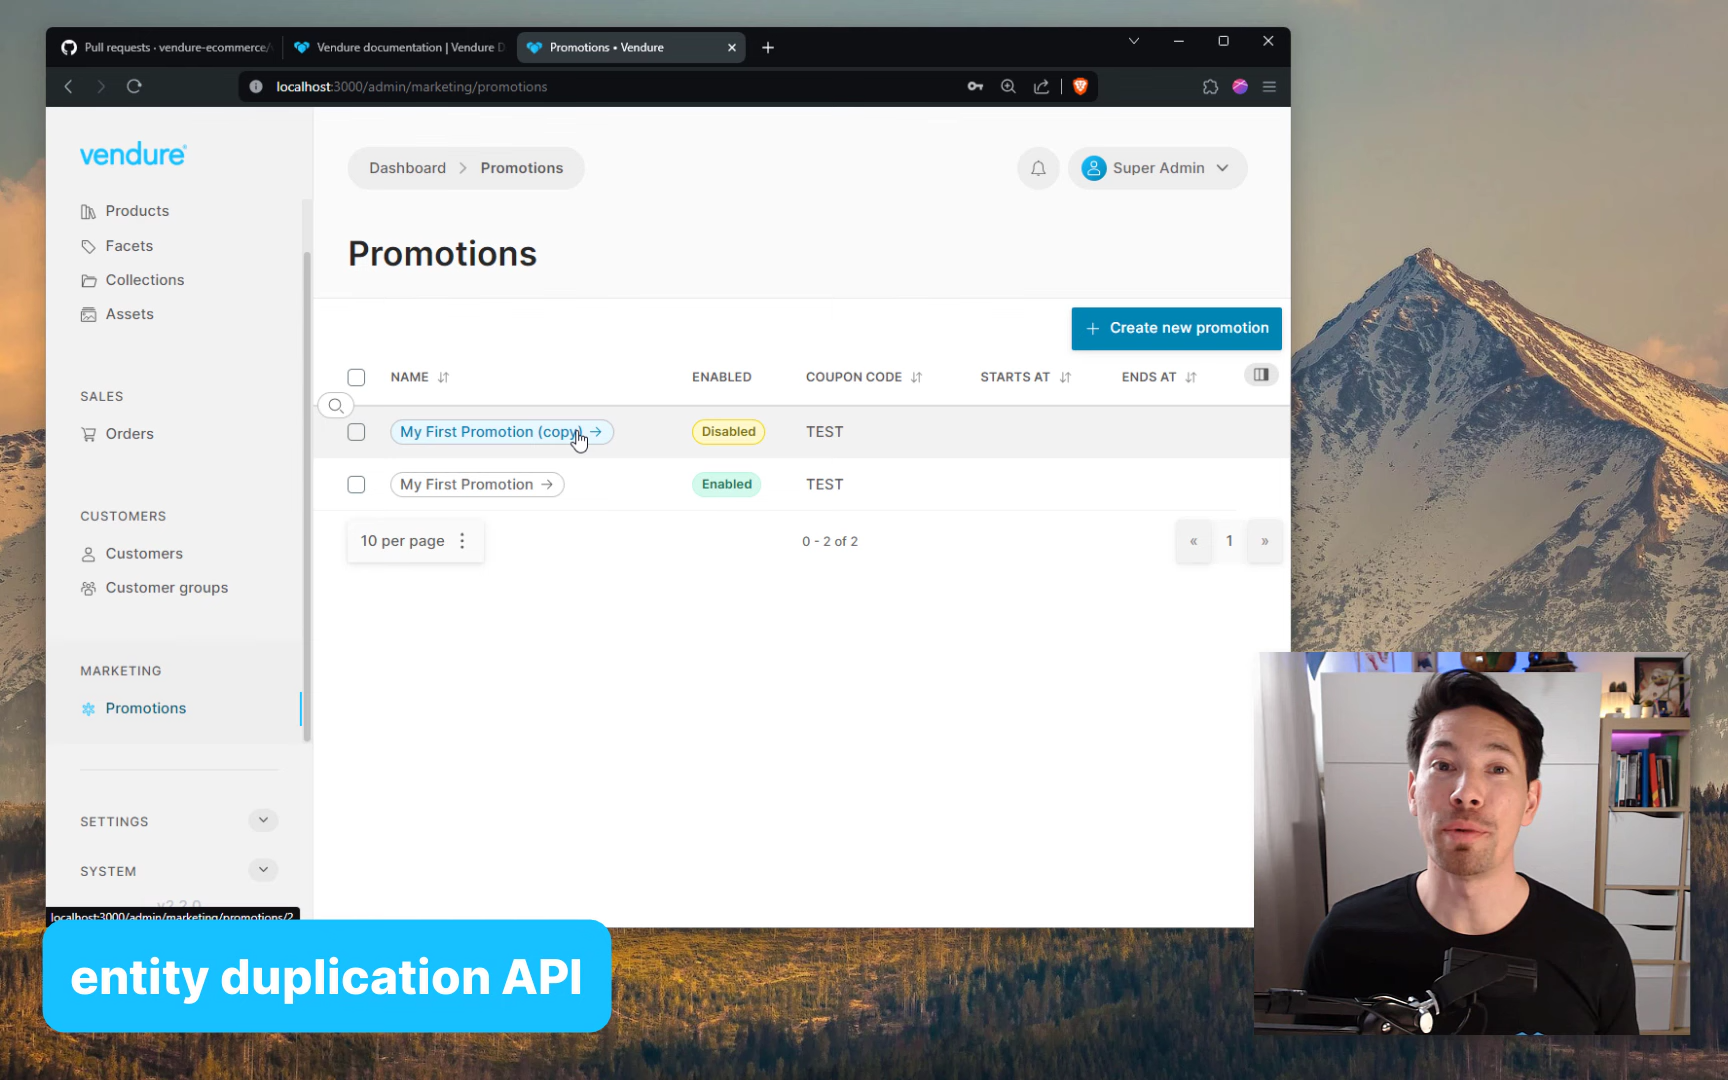 Pull requests · vendure-ecommerce/
Vendure documentation | Vendure D
Promotions • Vendure
localhost:3000/admin/marketing/promotions
vendure
Dashboard > Promotions
Super Admin
Products
Facets
Collections
Assets
SALES
Orders
CUSTOMERS
Customers
Customer groups
MARKETING
Promotions
SETTINGS
SYSTEM
v2.2.0
localhost:3000/admin/marketing/promotions/2
Promotions
+ Create new promotion
NAME ENABLED COUPON CODE STARTS AT ENDS AT
My First Promotion (copy) → Disabled TEST
My First Promotion → Enabled TEST
10 per page 0 - 2 of 2 « 1 »
entity duplication API